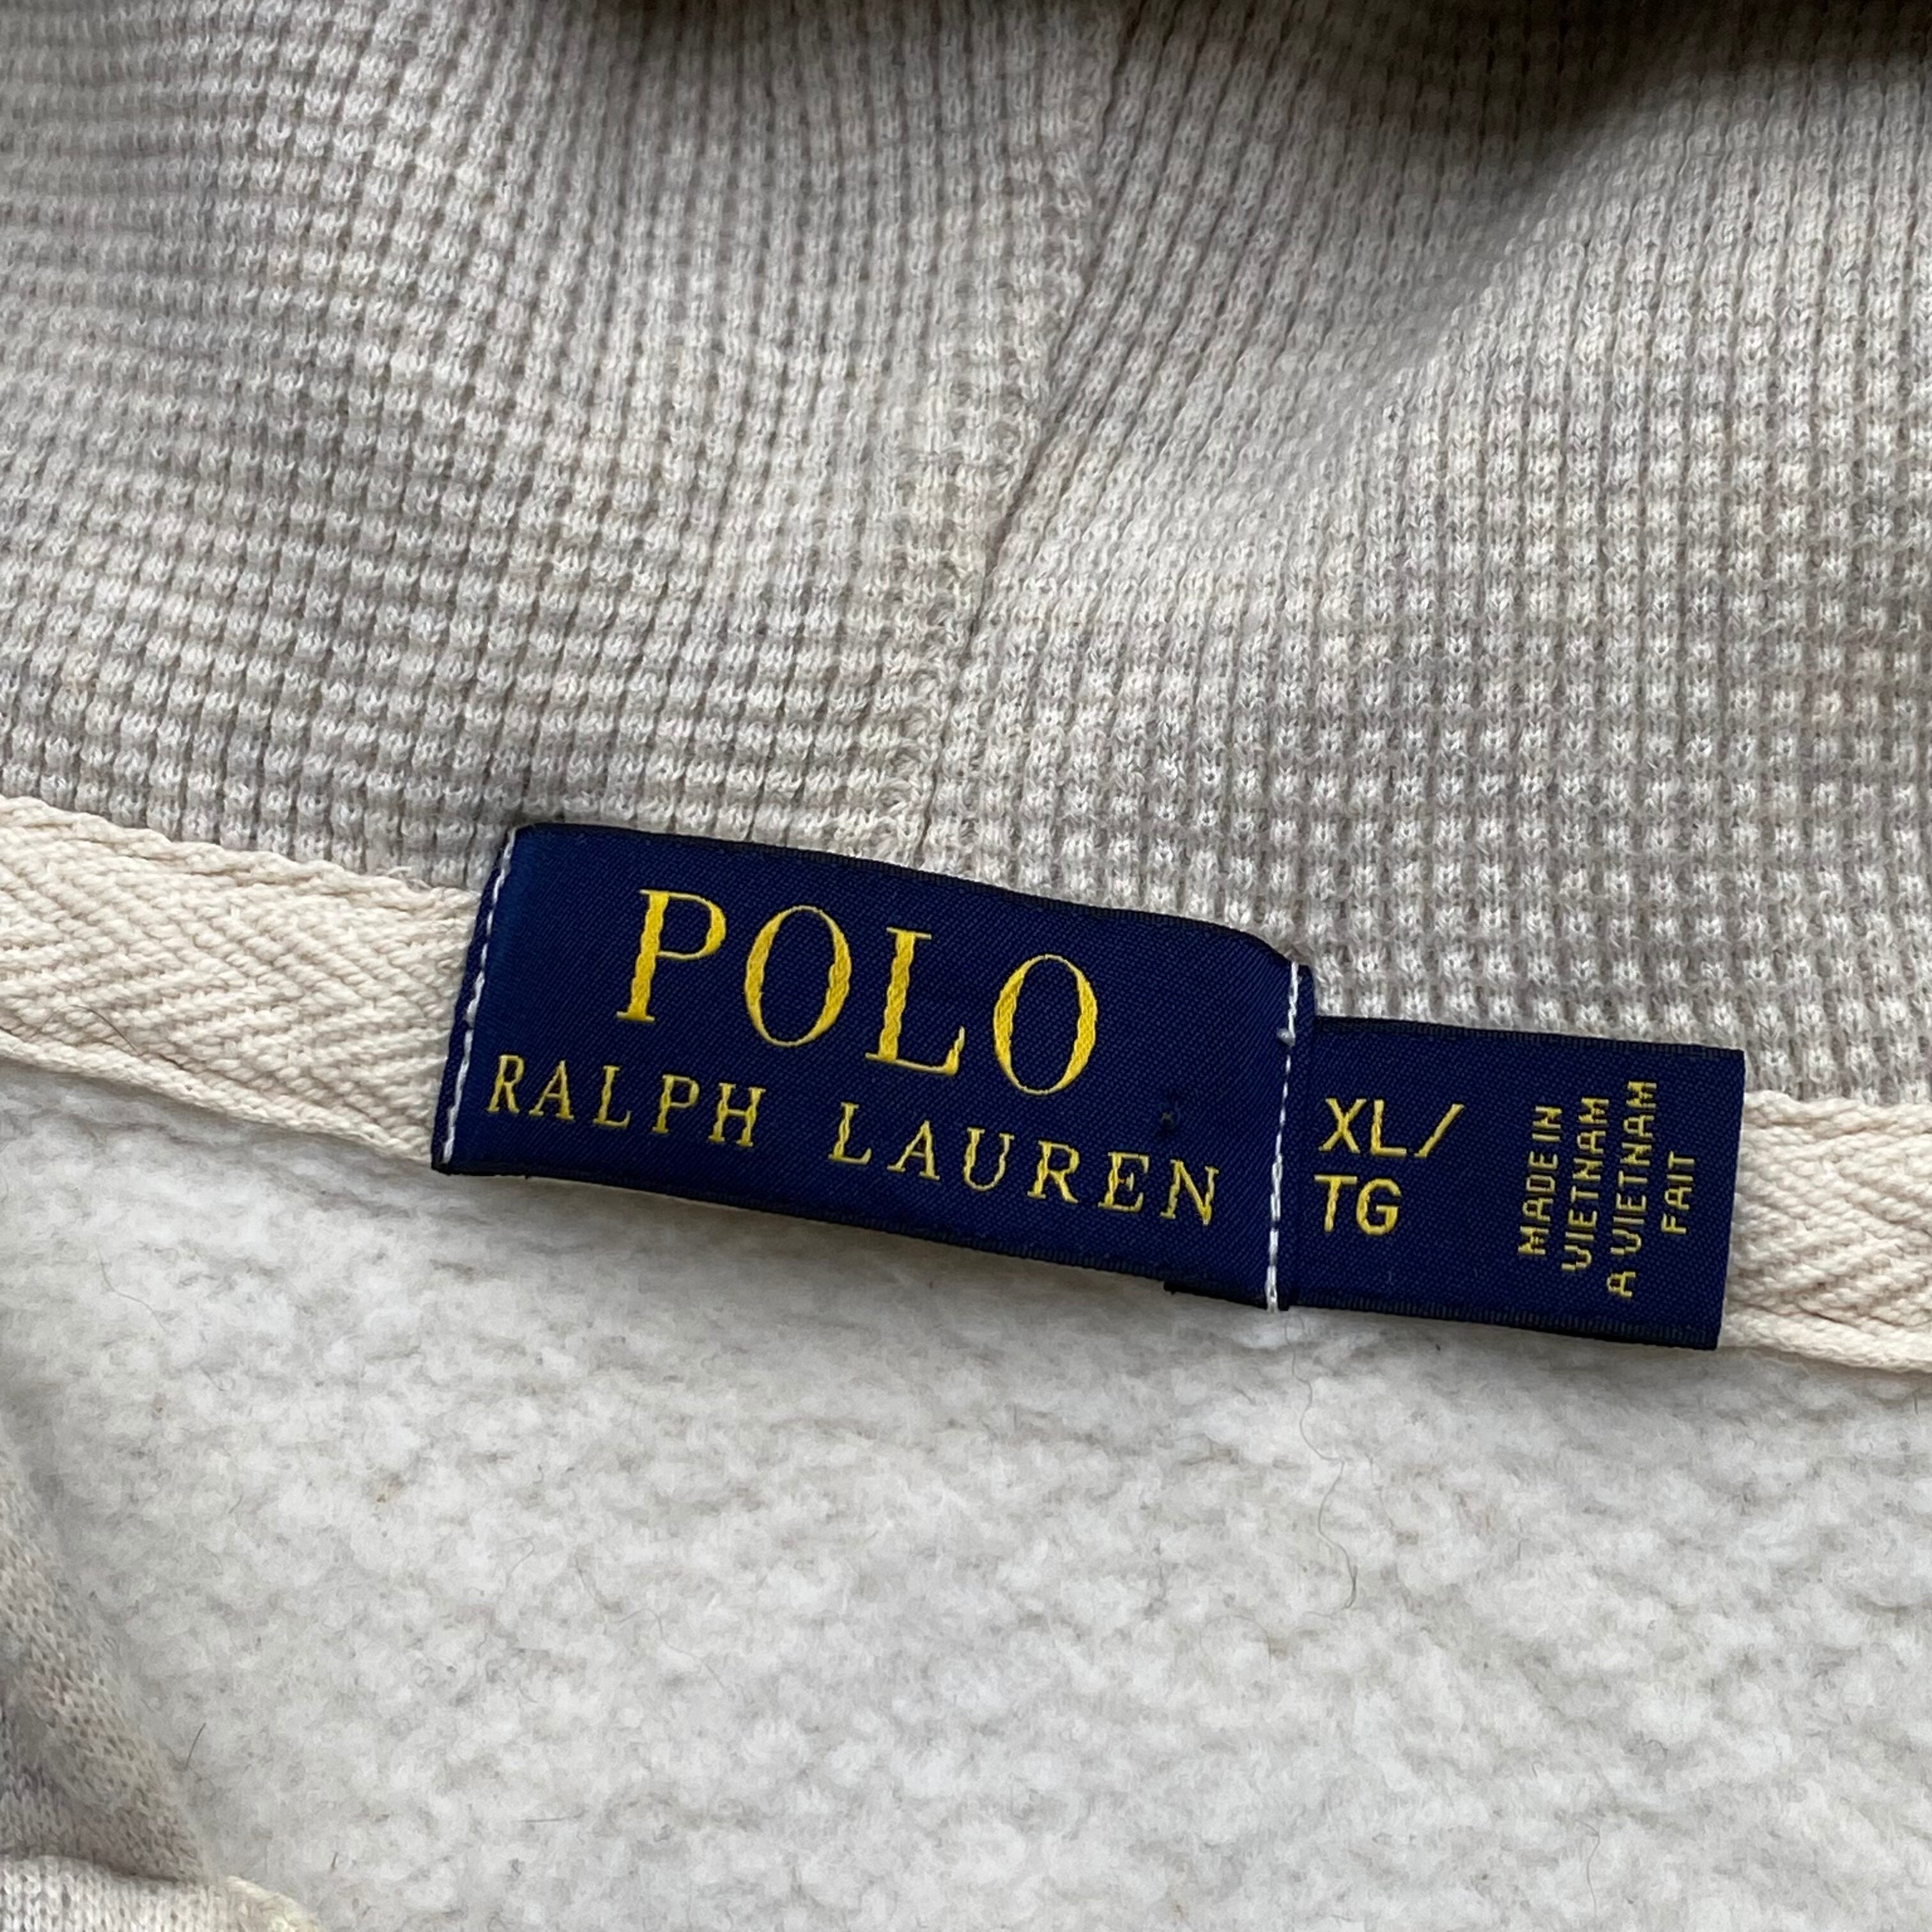 POLO
RALPH LAUREN
XL/
TG
MADE IN
VIETNAM
A VIETNAM
FAIT